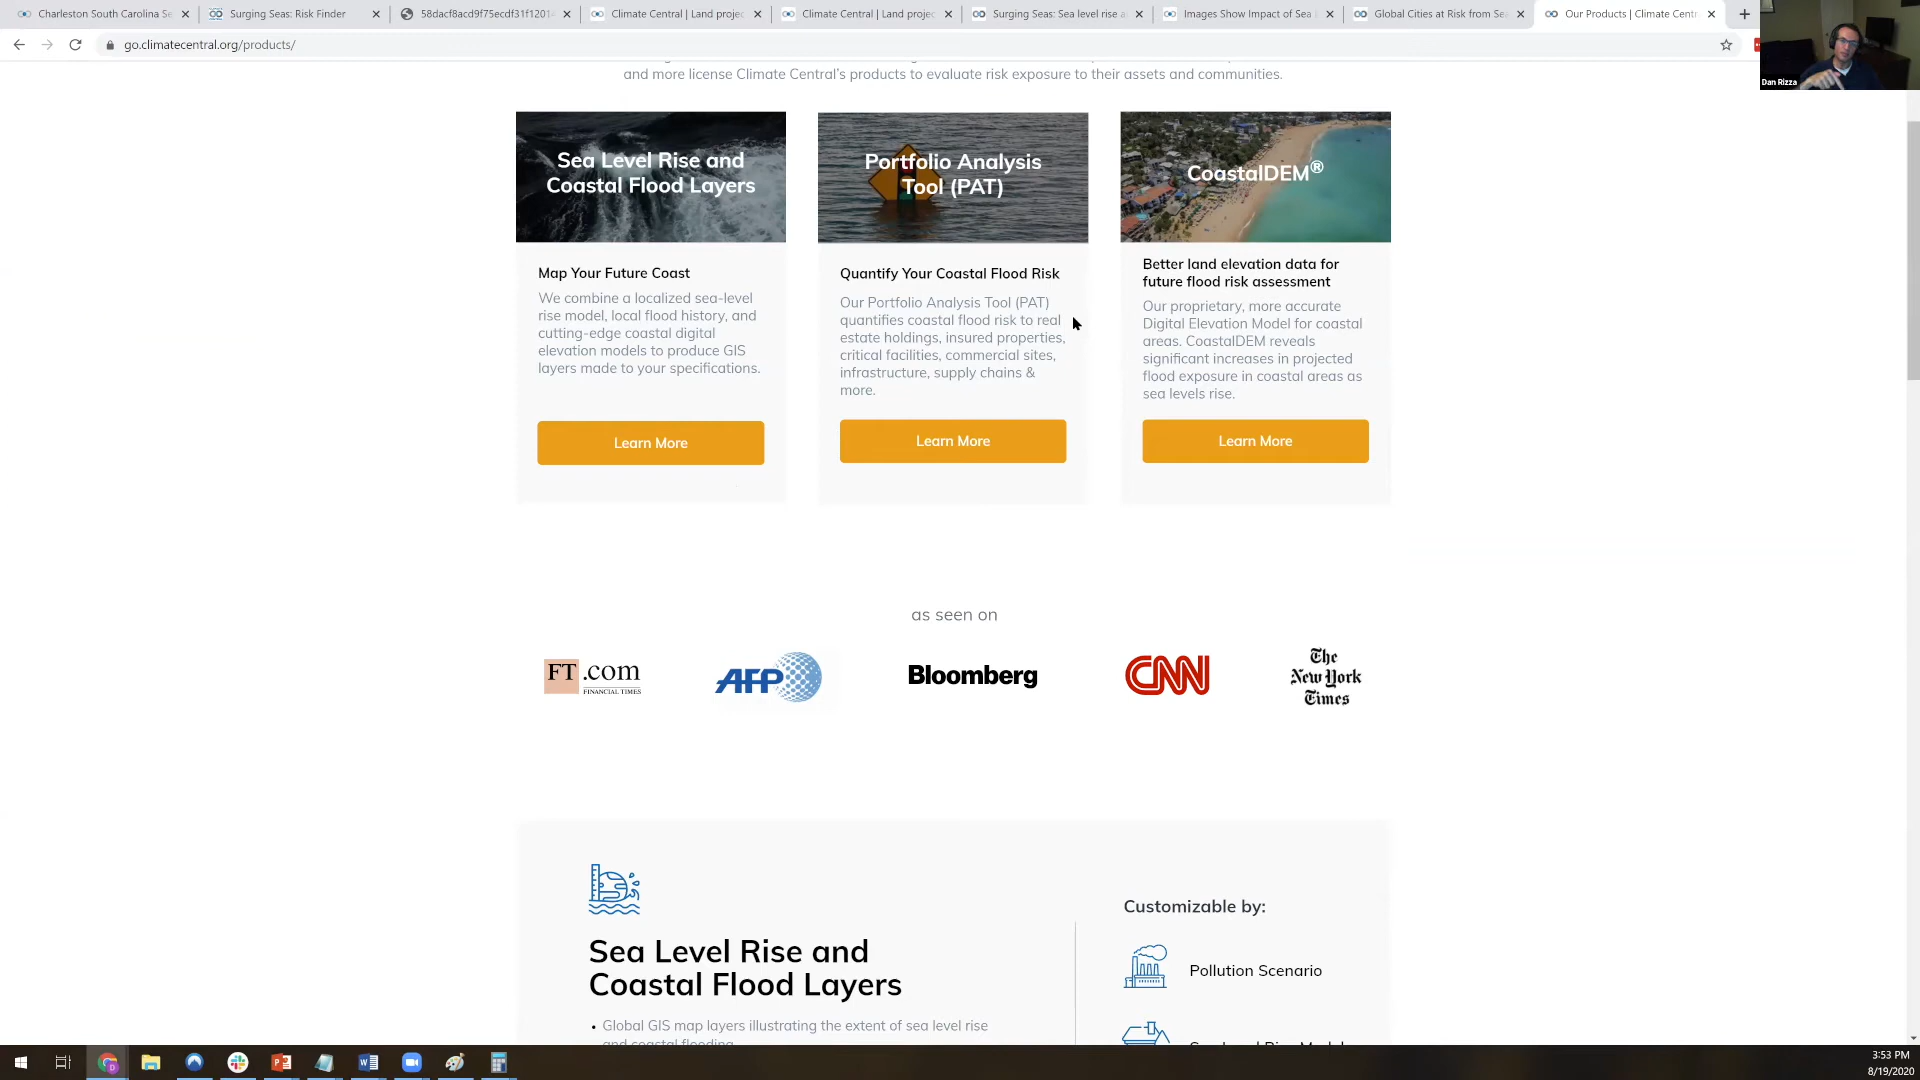 Charleston South Carolina Se
Surging Seas: Risk Finder
58dacf8acd9f75ecdf31f1201
Climate Central | Land projec
Climate Central | Land projec
Surging Seas: Sea level rise a
Images Show Impact of Sea
Global Cities at Risk from Se
Our Products | Climate Centr
go.climatecentral.org/products/
Dan Rizza
and more license Climate Central's products to evaluate risk exposure to their assets and communities.
Sea Level Rise and
Coastal Flood Layers
Map Your Future Coast
We combine a localized sea-level
rise model, local flood history, and
cutting-edge coastal digital
elevation models to produce GIS
layers made to your specifications.
Learn More
Portfolio Analysis
Tool (PAT)
Quantify Your Coastal Flood Risk
Our Portfolio Analysis Tool (PAT)
quantifies coastal flood risk to real
estate holdings, insured properties,
critical facilities, commercial sites,
infrastructure, supply chains &
more.
Learn More
CoastalDEM®
Better land elevation data for
future flood risk assessment
Our proprietary, more accurate
Digital Elevation Model for coastal
areas. CoastalDEM reveals
significant increases in projected
flood exposure in coastal areas as
sea levels rise.
Learn More
as seen on
FT.com
FINANCIAL TIMES
AFP
Bloomberg
CNN
The
New York
Times
Sea Level Rise and
Coastal Flood Layers
• Global GIS map layers illustrating the extent of sea level rise
and coastal flooding
Customizable by:
Pollution Scenario
3:53 PM
8/19/2020